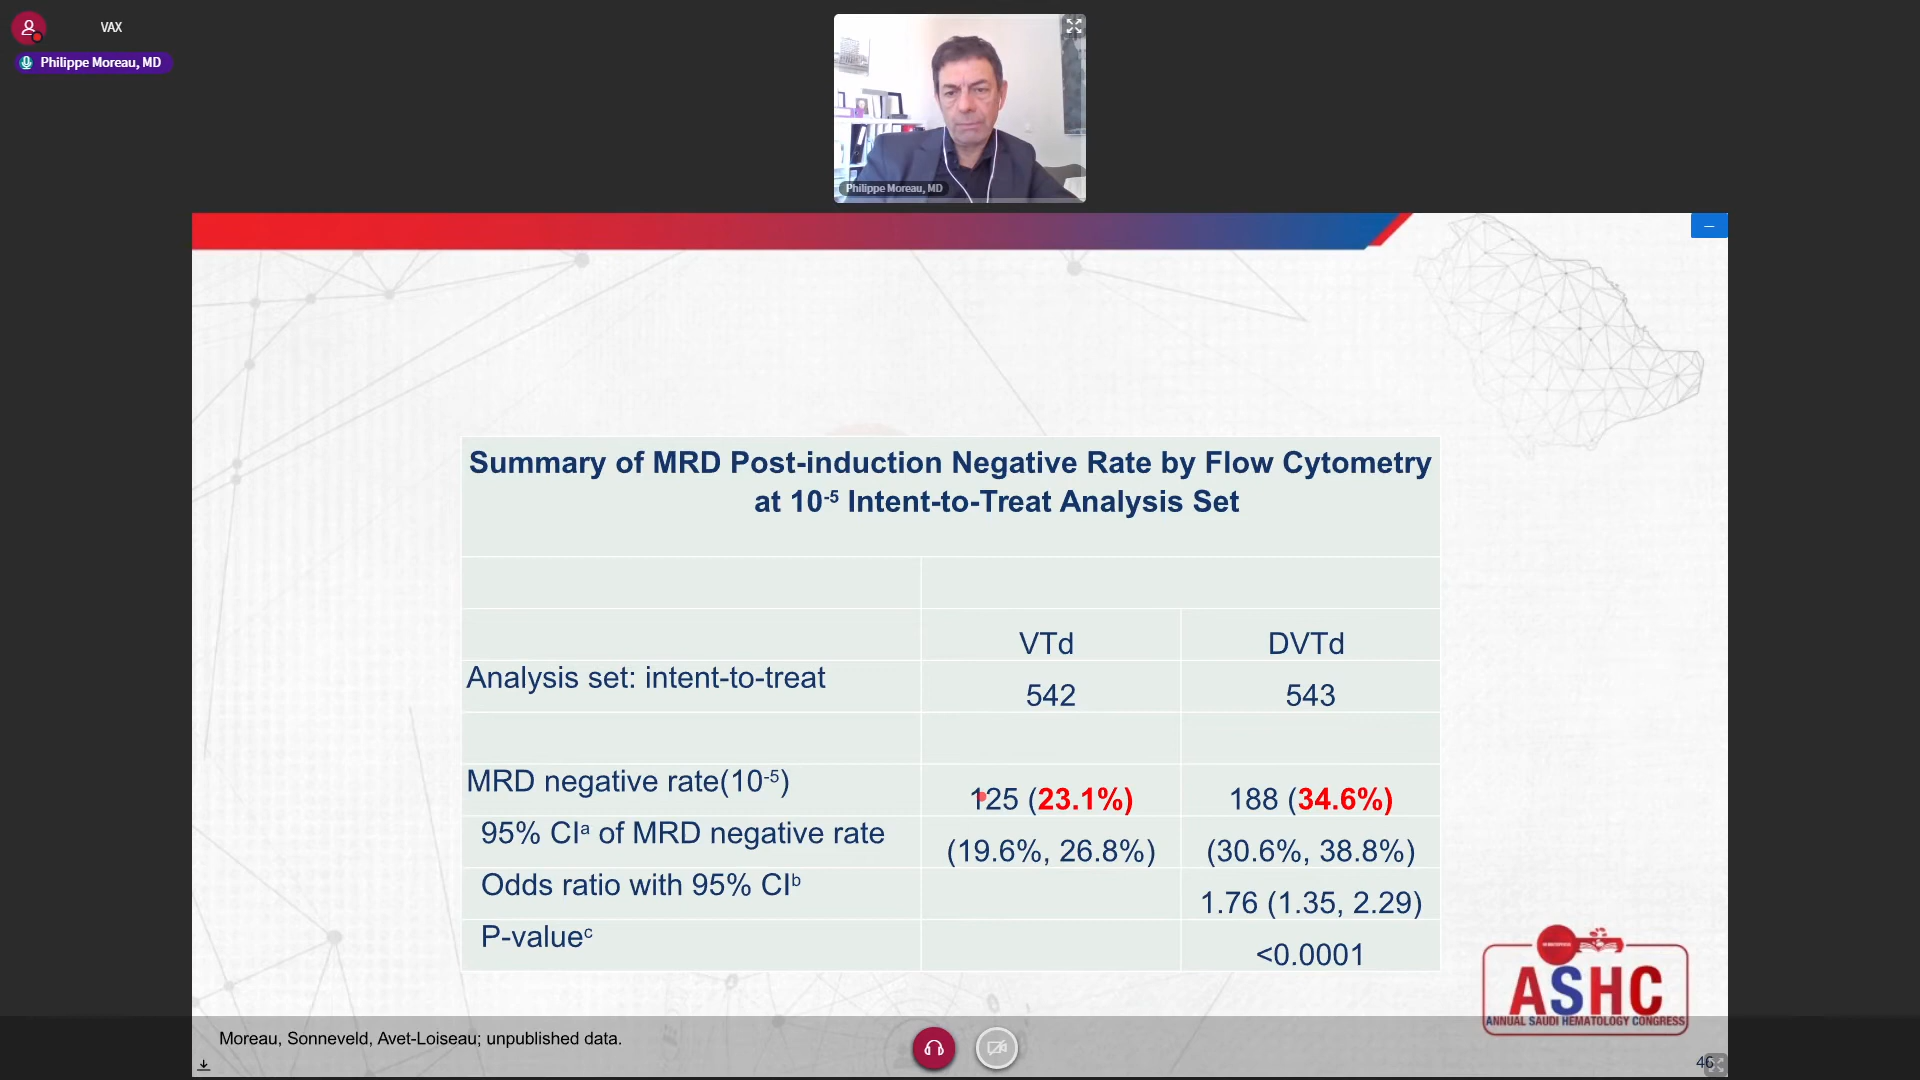 VAX
Philippe Moreau, MD
Philippe Moreau, MD
Summary of MRD Post-induction Negative Rate by Flow Cytometry
at 10⁻⁵ Intent-to-Treat Analysis Set
VTd DVTd
Analysis set: intent-to-treat 542 543
MRD negative rate(10⁻⁵) 125 (23.1%) 188 (34.6%)
95% CIᵃ of MRD negative rate (19.6%, 26.8%) (30.6%, 38.8%)
Odds ratio with 95% CIᵇ 1.76 (1.35, 2.29)
P-valueᶜ <0.0001
ASHC
ANNUAL SAUDI HEMATOLOGY CONGRESS
Moreau, Sonneveld, Avet-Loiseau; unpublished data.